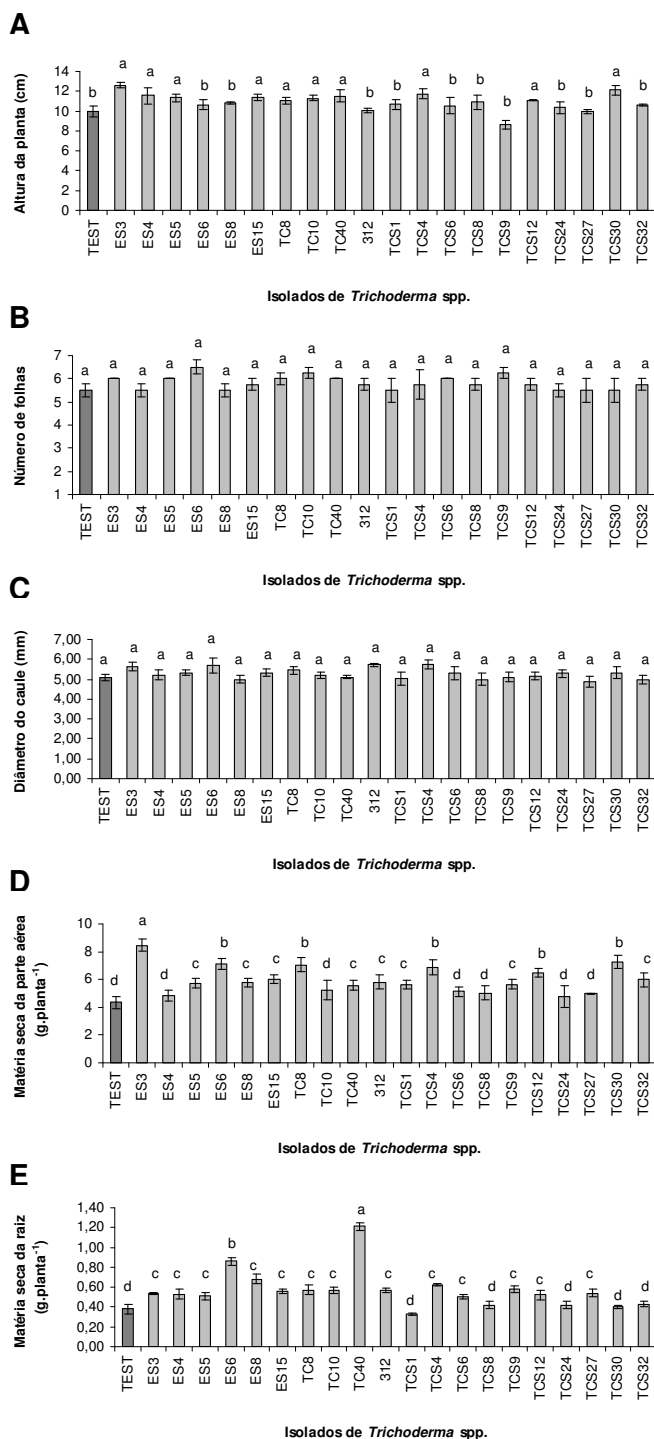 A
Altura da planta (cm)
14
12
10
8
6
4
2
0
b a a a b b a a a a b b a b b b a b b a b
TEST ES3 ES4 ES5 ES6 ES8 ES15 TC8 TC10 TC40 312 TCS1 TCS4 TCS6 TCS8 TCS9 TCS12 TCS24 TCS27 TCS30 TCS32
Isolados de Trichoderma spp.
B
Número de folhas
7
6
5
4
3
2
1
a a a a a a a a a a a a a a a a a a a a a
TEST ES3 ES4 ES5 ES6 ES8 ES15 TC8 TC10 TC40 312 TCS1 TCS4 TCS6 TCS8 TCS9 TCS12 TCS24 TCS27 TCS30 TCS32
Isolados de Trichoderma spp.
C
Diâmetro do caule (mm)
7,00
6,00
5,00
4,00
3,00
2,00
1,00
0,00
a a a a a a a a a a a a a a a a a a a a a
TEST ES3 ES4 ES5 ES6 ES8 ES15 TC8 TC10 TC40 312 TCS1 TCS4 TCS6 TCS8 TCS9 TCS12 TCS24 TCS27 TCS30 TCS32
Isolados de Trichoderma spp.
D
Matéria seca da parte aérea
(g.planta⁻¹)
10
8
6
4
2
0
d a d c b c c b d c c c b d d c b d d b c
TEST ES3 ES4 ES5 ES6 ES8 ES15 TC8 TC10 TC40 312 TCS1 TCS4 TCS6 TCS8 TCS9 TCS12 TCS24 TCS27 TCS30 TCS32
Isolados de Trichoderma spp.
E
Matéria seca da raiz
(g.planta⁻¹)
1,40
1,20
1,00
0,80
0,60
0,40
0,20
0,00
d c c c b c c c c a c d c c d c c d c d d
TEST ES3 ES4 ES5 ES6 ES8 ES15 TC8 TC10 TC40 312 TCS1 TCS4 TCS6 TCS8 TCS9 TCS12 TCS24 TCS27 TCS30 TCS32
Isolados de Trichoderma spp.